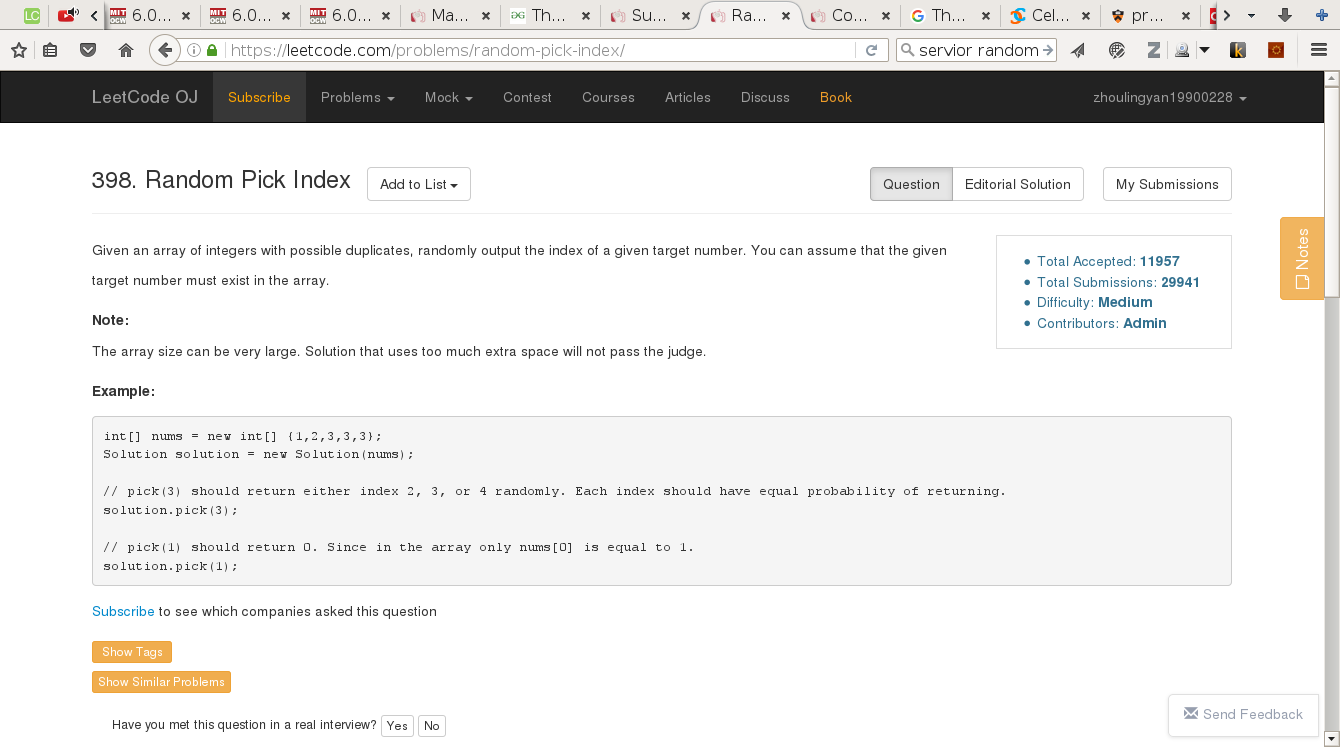 LC
MIT OCW 6.0...
MIT OCW 6.0...
MIT OCW 6.0...
Ma...
Th...
Su...
Ra...
Co...
Th...
Cel...
pr...
https://leetcode.com/problems/random-pick-index/
servior random
LeetCode OJ
Subscribe
Problems
Mock
Contest
Courses
Articles
Discuss
Book
zhoulingyan19900228
398. Random Pick Index
Add to List
Question
Editorial Solution
My Submissions
Given an array of integers with possible duplicates, randomly output the index of a given target number. You can assume that the given
target number must exist in the array.
Total Accepted: 11957
Total Submissions: 29941
Difficulty: Medium
Contributors: Admin
Notes
Note:
The array size can be very large. Solution that uses too much extra space will not pass the judge.
Example:
int[] nums = new int[] {1,2,3,3,3};
Solution solution = new Solution(nums);
// pick(3) should return either index 2, 3, or 4 randomly. Each index should have equal probability of returning.
solution.pick(3);
// pick(1) should return 0. Since in the array only nums[0] is equal to 1.
solution.pick(1);
Subscribe to see which companies asked this question
Show Tags
Show Similar Problems
Have you met this question in a real interview? Yes No
Send Feedback